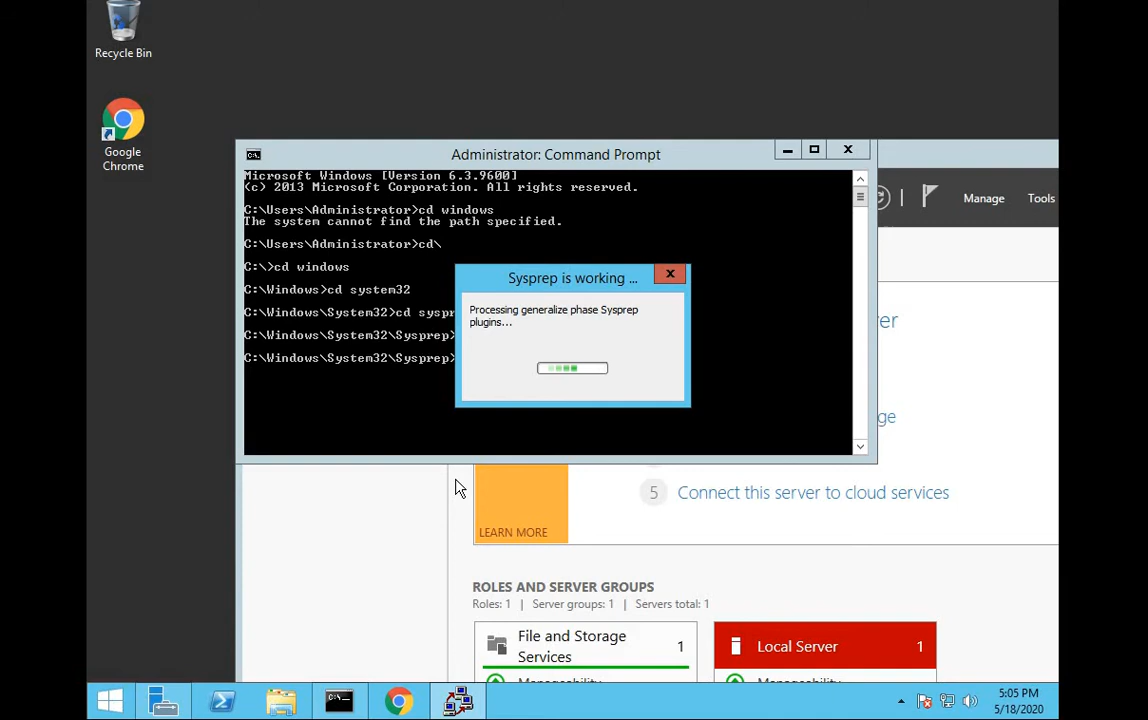 Recycle Bin
Google
Chrome
Administrator: Command Prompt
Microsoft Windows [Version 6.3.9600]
(c) 2013 Microsoft Corporation. All rights reserved.
C:\Users\Administrator>cd windows
The system cannot find the path specified.
C:\Users\Administrator>cd\
C:\>cd windows
C:\Windows>cd system32
C:\Windows\System32>cd syspr
C:\Windows\System32\Sysprep>
C:\Windows\System32\Sysprep>
Sysprep is working ...
Processing generalize phase Sysprep
plugins...
Manage
Tools
er
ge
5 Connect this server to cloud services
LEARN MORE
ROLES AND SERVER GROUPS
Roles: 1 | Server groups: 1 | Servers total: 1
File and Storage
Services
1
Local Server
1
Manageability
Manageability
5:05 PM
5/18/2020